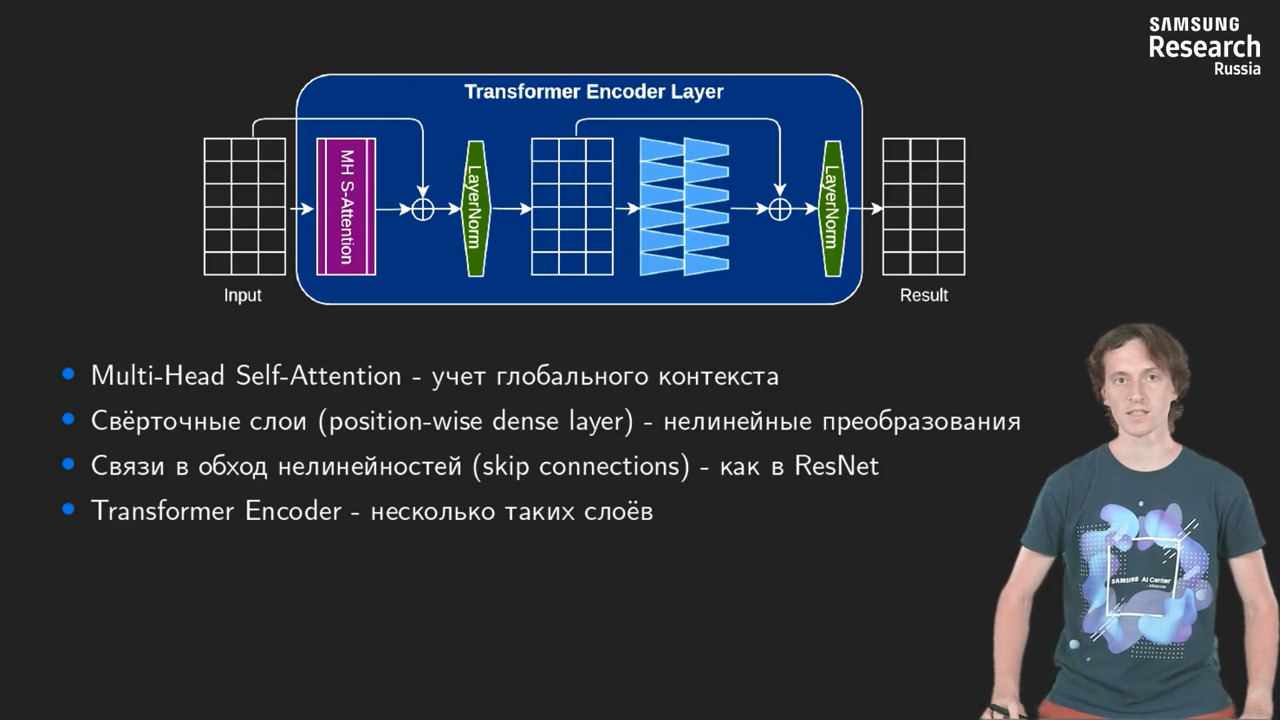 SAMSUNG
Research
Russia
Transformer Encoder Layer
MH S-Attention
LayerNorm
LayerNorm
Input
Result
Multi-Head Self-Attention - учет глобального контекста
Свёрточные слои (position-wise dense layer) - нелинейные преобразования
Связи в обход нелинейностей (skip connections) - как в ResNet
Transformer Encoder - несколько таких слоёв
SAMSUNG AI Center